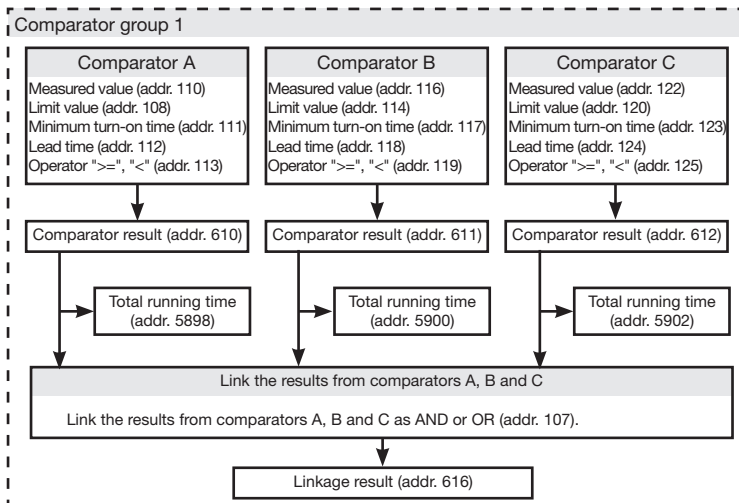 Comparator group 1
Comparator A
Measured value (addr. 110)
Limit value (addr. 108)
Minimum turn-on time (addr. 111)
Lead time (addr. 112)
Operator ">=", "<" (addr. 113)
Comparator B
Measured value (addr. 116)
Limit value (addr. 114)
Minimum turn-on time (addr. 117)
Lead time (addr. 118)
Operator ">=", "<" (addr. 119)
Comparator C
Measured value (addr. 122)
Limit value (addr. 120)
Minimum turn-on time (addr. 123)
Lead time (addr. 124)
Operator ">=", "<" (addr. 125)
Comparator result (addr. 610)
Comparator result (addr. 611)
Comparator result (addr. 612)
Total running time
(addr. 5898)
Total running time
(addr. 5900)
Total running time
(addr. 5902)
Link the results from comparators A, B and C
Link the results from comparators A, B and C as AND or OR (addr. 107).
Linkage result (addr. 616)